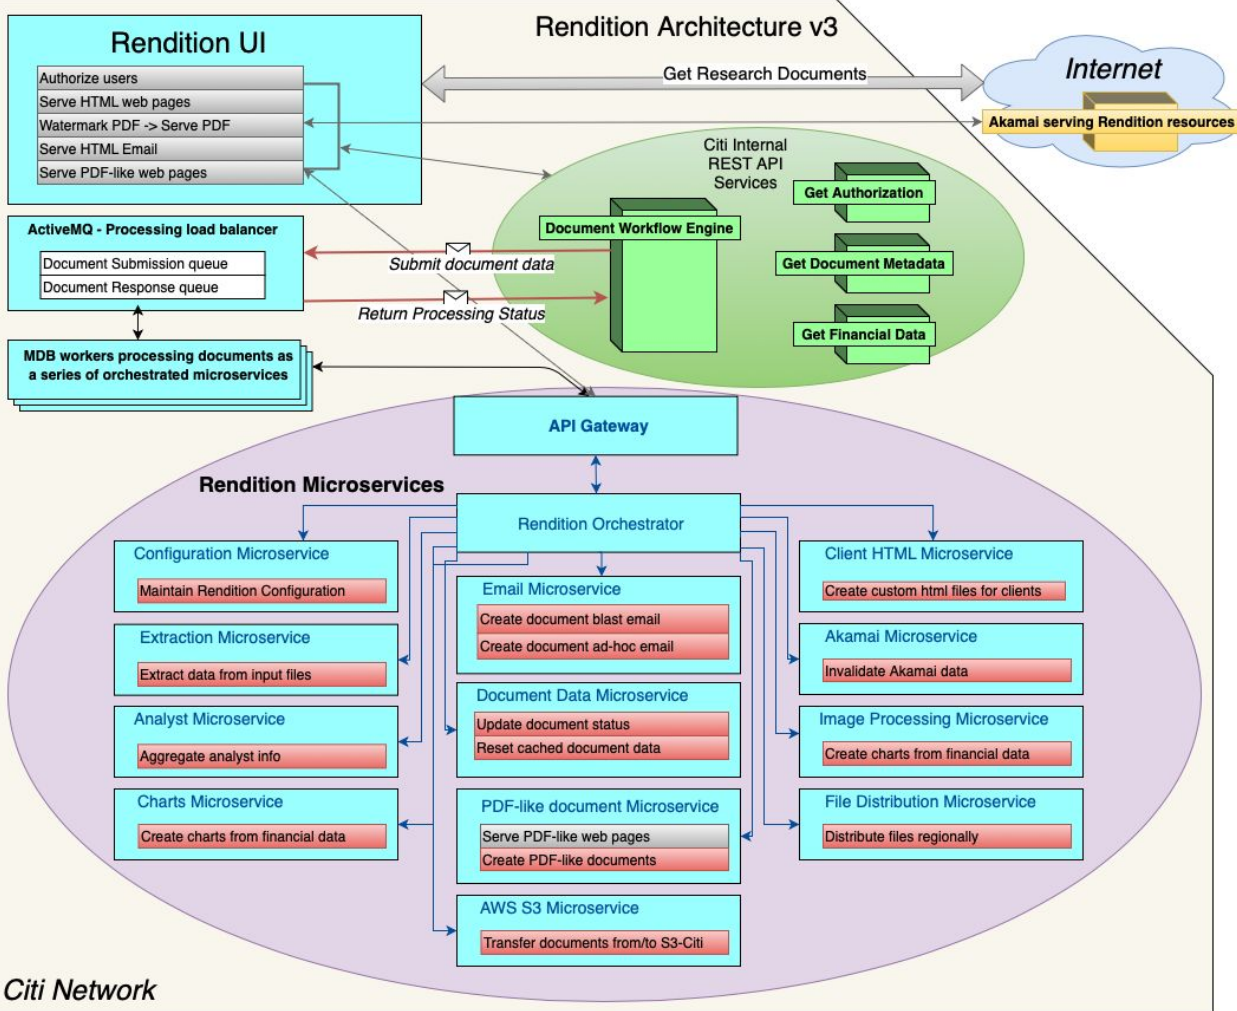 Rendition Architecture v3
Rendition UI
Authorize users
Serve HTML web pages
Watermark PDF -> Serve PDF
Serve HTML Email
Serve PDF-like web pages
Get Research Documents
Internet
Akamai serving Rendition resources
Citi Internal
REST API
Services
Get Authorization
Document Workflow Engine
Get Document Metadata
Get Financial Data
ActiveMQ - Processing load balancer
Document Submission queue
Document Response queue
Submit document data
Return Processing Status
MDB workers processing documents as
a series of orchestrated microservices
API Gateway
Rendition Microservices
Rendition Orchestrator
Configuration Microservice
Maintain Rendition Configuration
Extraction Microservice
Extract data from input files
Analyst Microservice
Aggregate analyst info
Charts Microservice
Create charts from financial data
Email Microservice
Create document blast email
Create document ad-hoc email
Document Data Microservice
Update document status
Reset cached document data
PDF-like document Microservice
Serve PDF-like web pages
Create PDF-like documents
AWS S3 Microservice
Transfer documents from/to S3-Citi
Client HTML Microservice
Create custom html files for clients
Akamai Microservice
Invalidate Akamai data
Image Processing Microservice
Create charts from financial data
File Distribution Microservice
Distribute files regionally
Citi Network